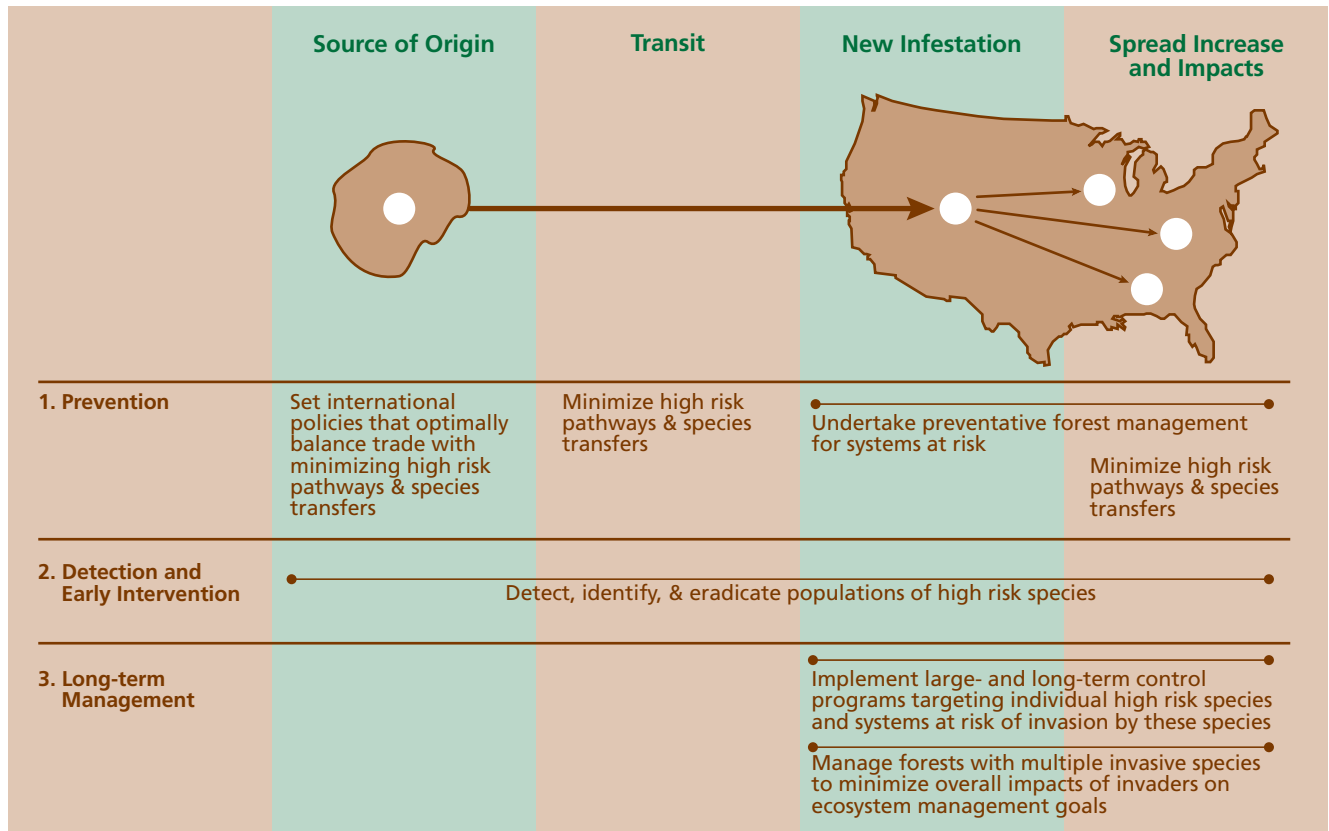 Source of Origin
Transit
New Infestation
Spread Increase
and Impacts
1. Prevention
Set international
policies that optimally
balance trade with
minimizing high risk
pathways & species
transfers
Minimize high risk
pathways & species
transfers
Undertake preventative forest management
for systems at risk
Minimize high risk
pathways & species
transfers
2. Detection and
Early Intervention
Detect, identify, & eradicate populations of high risk species
3. Long-term
Management
Implement large- and long-term control
programs targeting individual high risk species
and systems at risk of invasion by these species
Manage forests with multiple invasive species
to minimize overall impacts of invaders on
ecosystem management goals